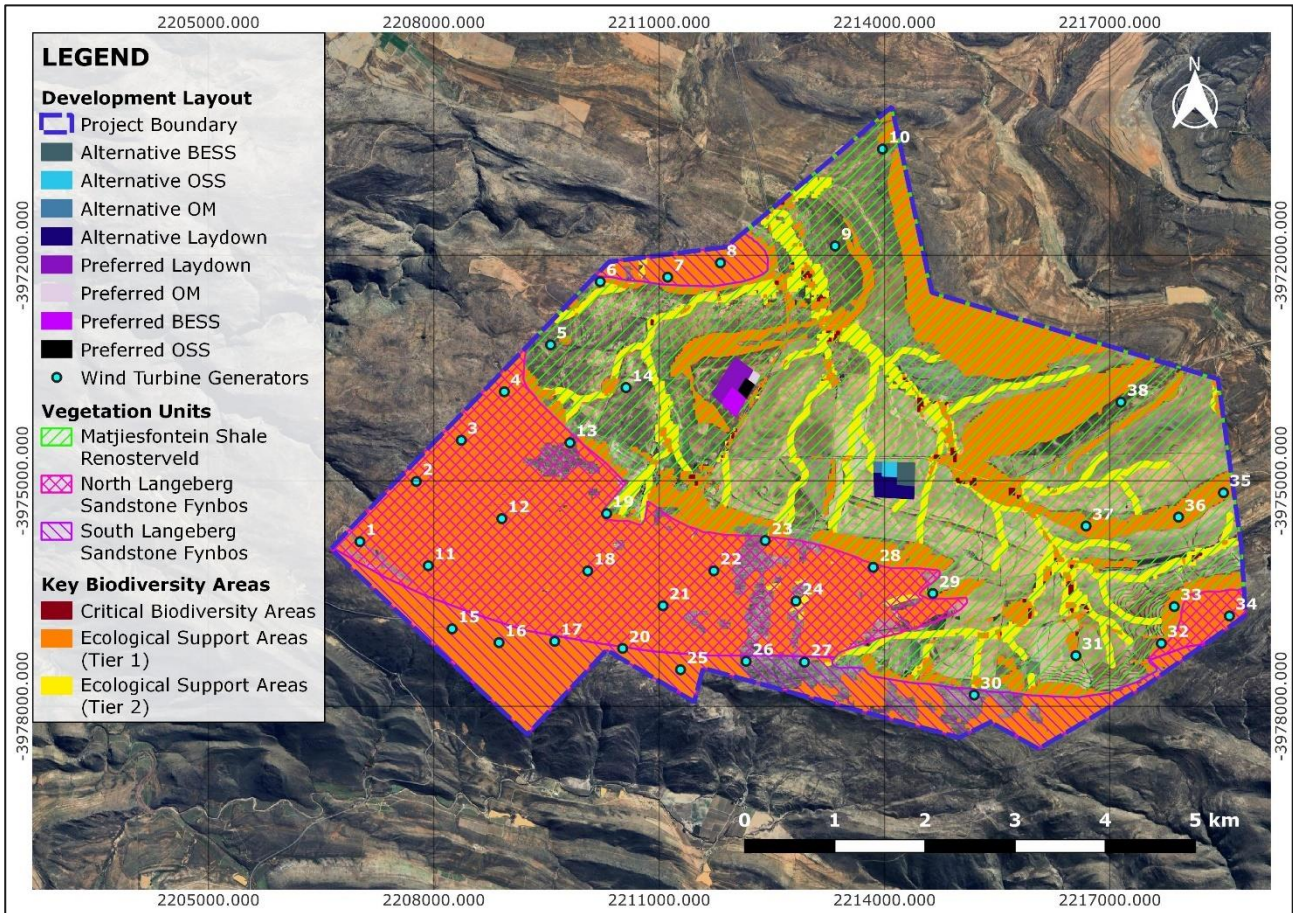 2205000.000 2208000.000 2211000.000 2214000.000 2217000.000
LEGEND
Development Layout
Project Boundary
Alternative BESS
Alternative OSS
Alternative OM
Alternative Laydown
Preferred Laydown
Preferred OM
Preferred BESS
Preferred OSS
Wind Turbine Generators
Vegetation Units
Matjiesfontein Shale
Renosterveld
North Langeberg
Sandstone Fynbos
South Langeberg
Sandstone Fynbos
Key Biodiversity Areas
Critical Biodiversity Areas
Ecological Support Areas
(Tier 1)
Ecological Support Areas
(Tier 2)
N
-3972000.000
-3975000.000
-3978000.000
-3972000.000
-3975000.000
-3978000.000
10
9
8
7
6
5
14
4
38
3
13
2
35
19
36
12
37
23
1
11
18
22
28
29
24
21
33
34
15
16
17
20
32
31
26
27
25
30
0 1 2 3 4 5 km
2205000.000 2208000.000 2211000.000 2214000.000 2217000.000